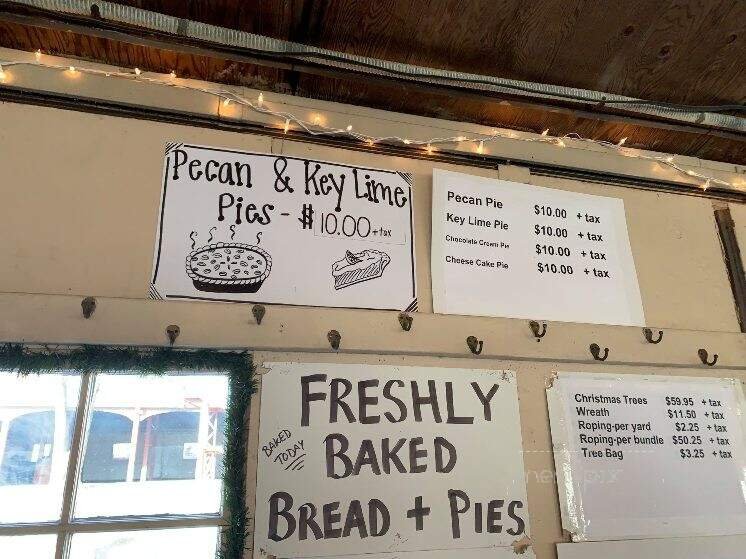 Pecan & Key Lime
Pies - $10.00 + tax
Pecan Pie $10.00 + tax
Key Lime Pie $10.00 + tax
Chocolate Cream Pie $10.00 + tax
Cheese Cake Pie $10.00 + tax
FRESHLY
BAKED
TODAY
BAKED
BREAD + PIES
Christmas Trees $59.95 + tax
Wreath $11.50 + tax
Roping-per yard $2.25 + tax
Roping-per bundle $50.25 + tax
Tree Bag $3.25 + tax